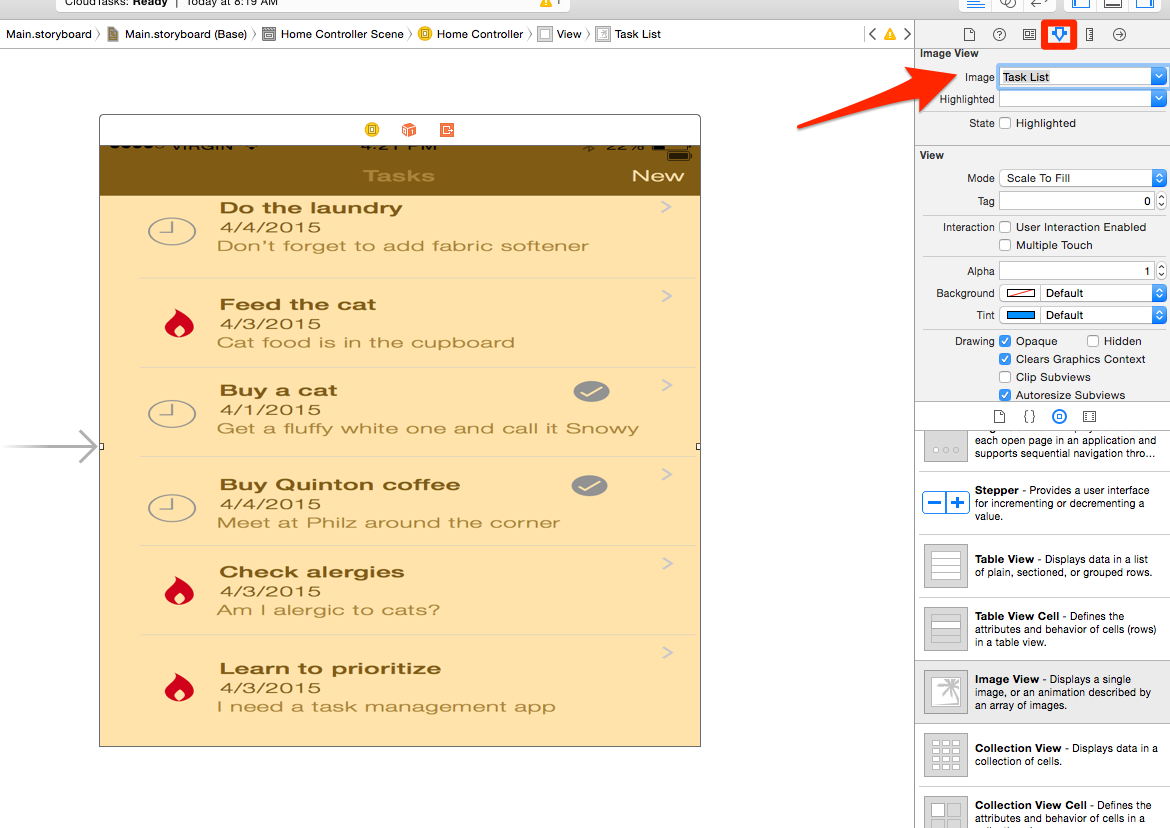 CloudTasks: Ready | Today at 8:19 AM 1
Main.storyboard Main.storyboard (Base) Home Controller Scene Home Controller View Task List
Image View
Image Task List
Highlighted
State Highlighted
View
Mode Scale To Fill
Tag 0
Interaction User Interaction Enabled
Multiple Touch
Alpha 1
Background Default
Tint Default
Drawing Opaque Hidden
Clears Graphics Context
Clip Subviews
Autoresize Subviews
VIRGIN 4:21 PM 22%
Tasks New
Do the laundry
4/4/2015
Don't forget to add fabric softener
Feed the cat
4/3/2015
Cat food is in the cupboard
Buy a cat
4/1/2015
Get a fluffy white one and call it Snowy
Buy Quinton coffee
4/4/2015
Meet at Philz around the corner
Check alergies
4/3/2015
Am I alergic to cats?
Learn to prioritize
4/3/2015
I need a task management app
each open page in an application and
supports sequential navigation thro...
Stepper - Provides a user interface
for incrementing or decrementing a
value.
Table View - Displays data in a list
of plain, sectioned, or grouped rows.
Table View Cell - Defines the
attributes and behavior of cells (rows)
in a table view.
Image View - Displays a single
image, or an animation described by
an array of images.
Collection View - Displays data in a
collection of cells.
Collection View Cell - Defines the
attributes and behavior of cells in a